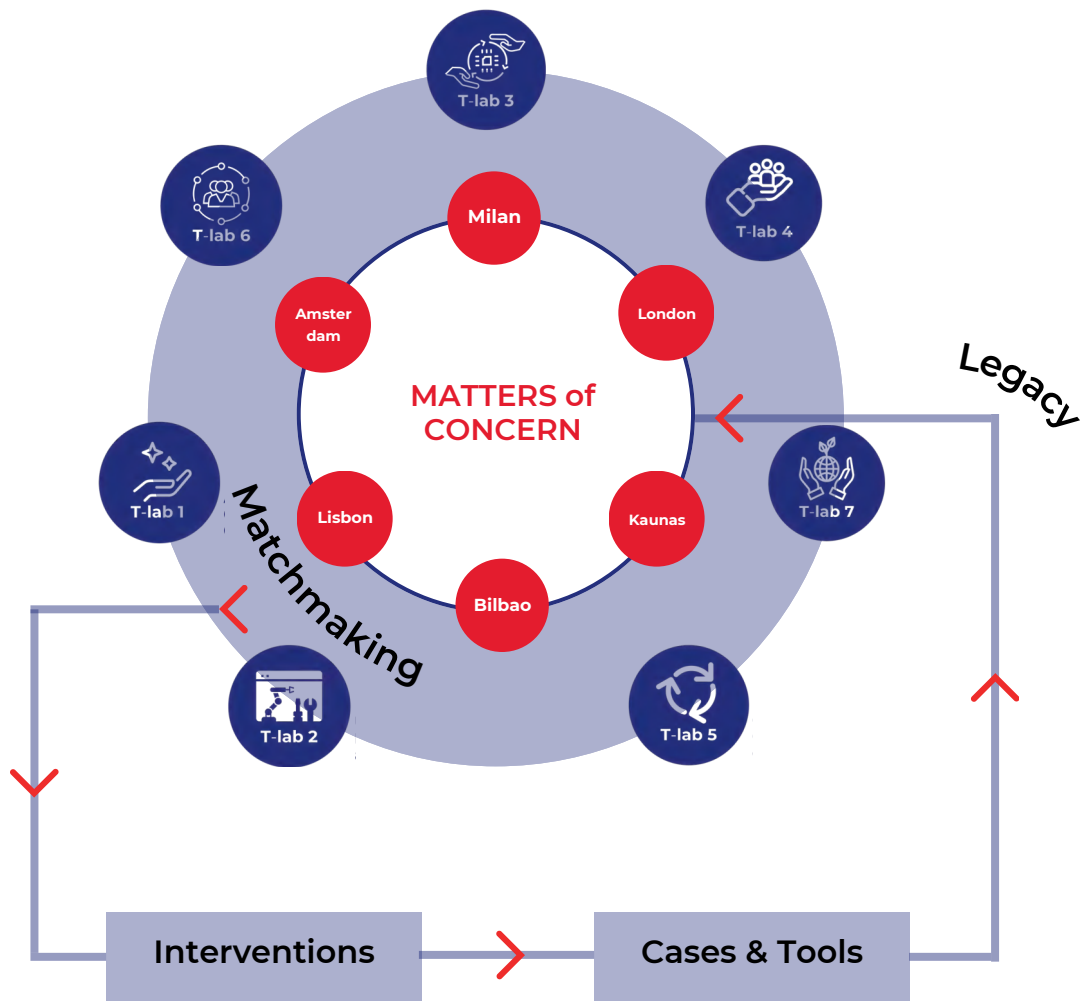 T-lab 3
T-lab 6
T-lab 4
Milan
Amster
dam
London
Legacy
MATTERS of
CONCERN
T-lab 1
T-lab 7
Matchmaking
Lisbon
Kaunas
Bilbao
T-lab 2
T-lab 5
Interventions
Cases & Tools